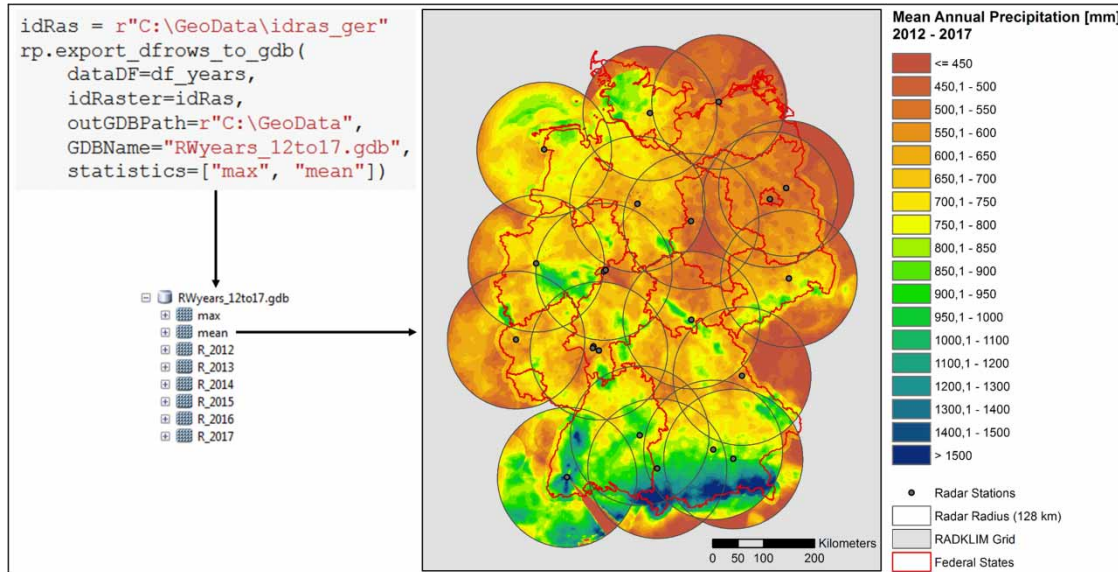 idRas = r"C:\GeoData\idras_ger"
rp.export_dfrows_to_gdb(
dataDF=df_years,
idRaster=idRas,
outGDBPath=r"C:\GeoData",
GDBName="RWyears_12to17.gdb",
statistics=["max", "mean"])
RWyears_12to17.gdb
max
mean
R_2012
R_2013
R_2014
R_2015
R_2016
R_2017
Kilometers
0 50 100 200
Mean Annual Precipitation [mm]
2012 - 2017
<= 450
450,1 - 500
500,1 - 550
550,1 - 600
600,1 - 650
650,1 - 700
700,1 - 750
750,1 - 800
800,1 - 850
850,1 - 900
900,1 - 950
950,1 - 1000
1000,1 - 1100
1100,1 - 1200
1200,1 - 1300
1300,1 - 1400
1400,1 - 1500
> 1500
Radar Stations
Radar Radius (128 km)
RADKLIM Grid
Federal States